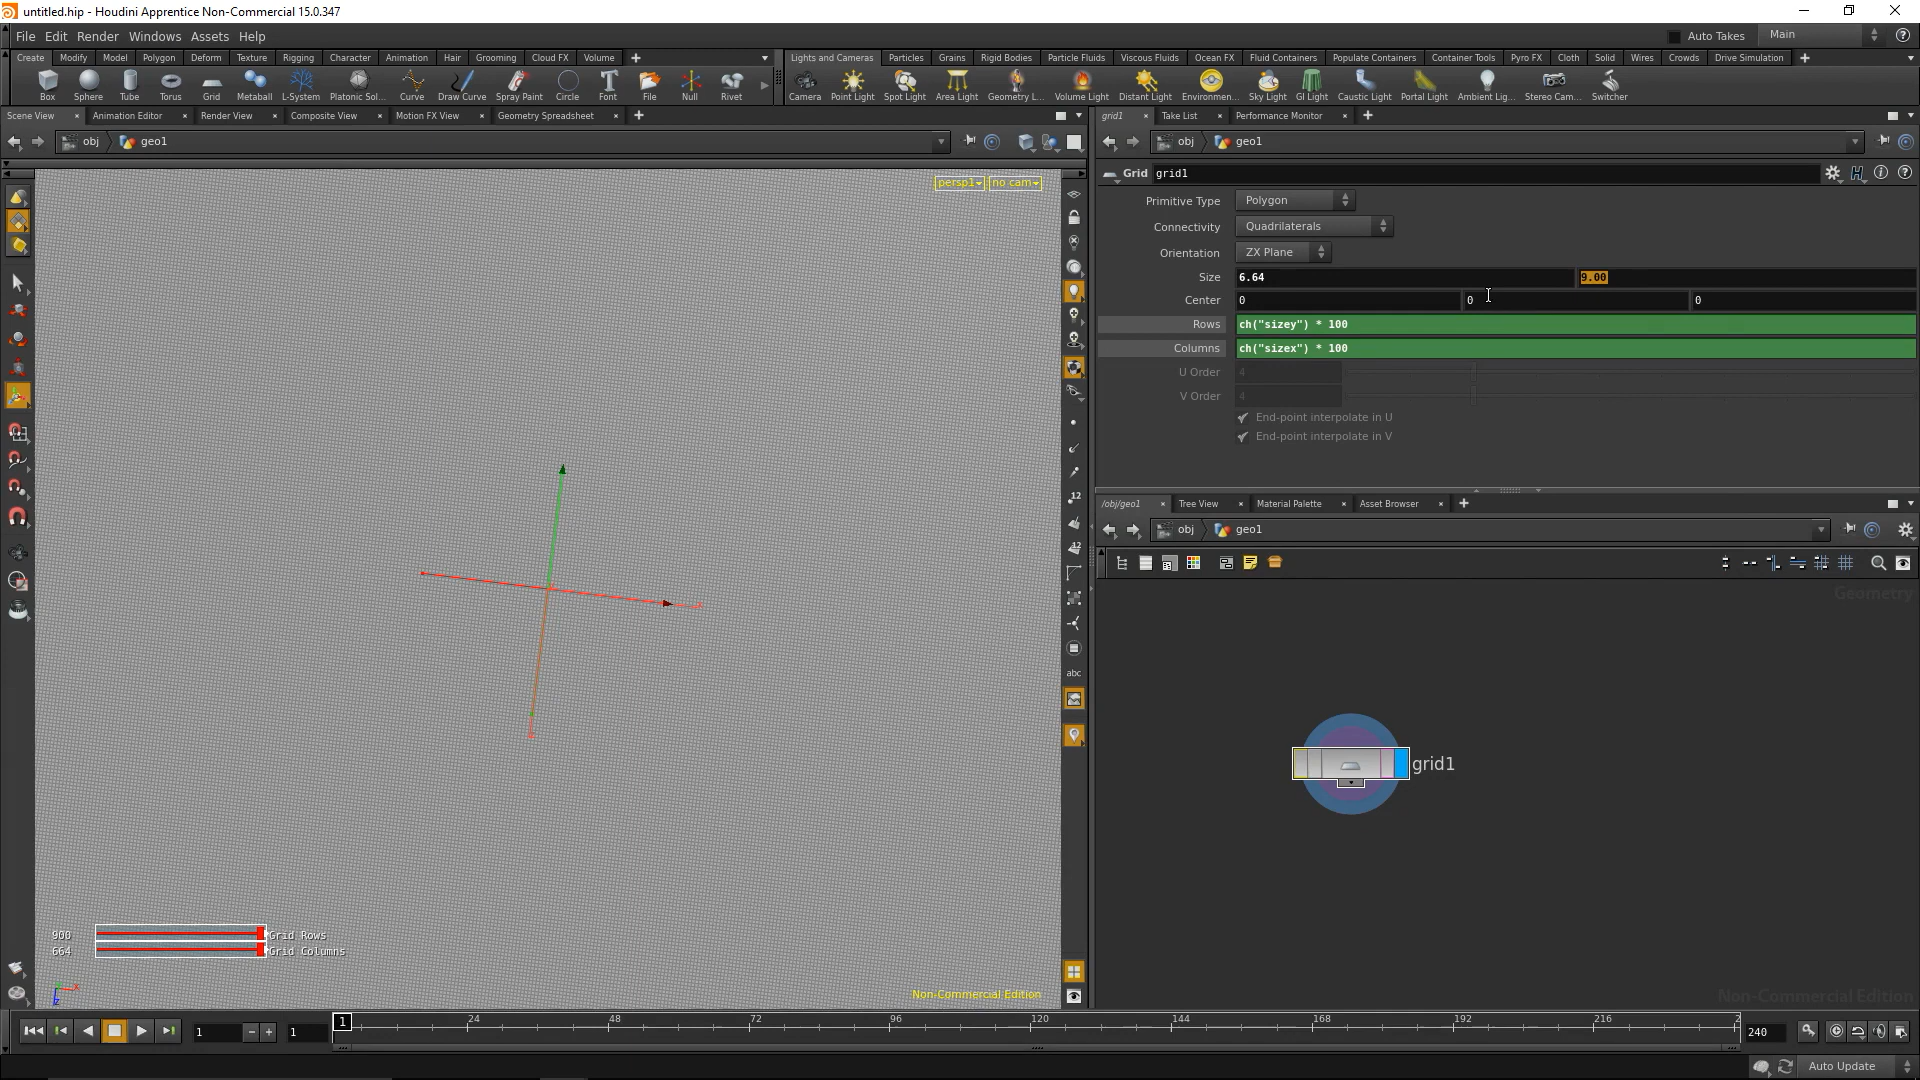 untitled.hip - Houdini Apprentice Non-Commercial 15.0.347
File Edit Render Windows Assets Help
Auto Takes Main
Create Modify Model Polygon Deform Texture Rigging Character Animation Hair Grooming Cloud FX Volume
Lights and Cameras Particles Grains Rigid Bodies Particle Fluids Viscous Fluids Ocean FX Fluid Containers Populate Containers Container Tools Pyro FX Cloth Solid Wires Crowds Drive Simulation
Box Sphere Tube Torus Grid Metaball L-System Platonic Sol... Curve Draw Curve Spray Paint Circle Font File Null Rivet
Camera Point Light Spot Light Area Light Geometry L... Volume Light Distant Light Environmen... Sky Light GI Light Caustic Light Portal Light Ambient Lig... Stereo Cam... Switcher
Scene View Animation Editor Render View Composite View Motion FX View Geometry Spreadsheet
grid1 Take List Performance Monitor
obj geo1
obj geo1
persp1 no cam
Grid grid1
Primitive Type Polygon
Connectivity Quadrilaterals
Orientation ZX Plane
Size 6.64 9.00
Center 0 0 0
Rows ch("sizey") * 100
Columns ch("sizex") * 100
U Order 4
V Order 4
End-point interpolate in U
End-point interpolate in V
/obj/geo1 Tree View Material Palette Asset Browser
obj geo1
12
12
abc
Geometry
grid1
900 Grid Rows
664 Grid Columns
Non-Commercial Edition
Non-Commercial Edition
1 1 1 24 48 72 96 120 144 168 192 216 2 240
Auto Update